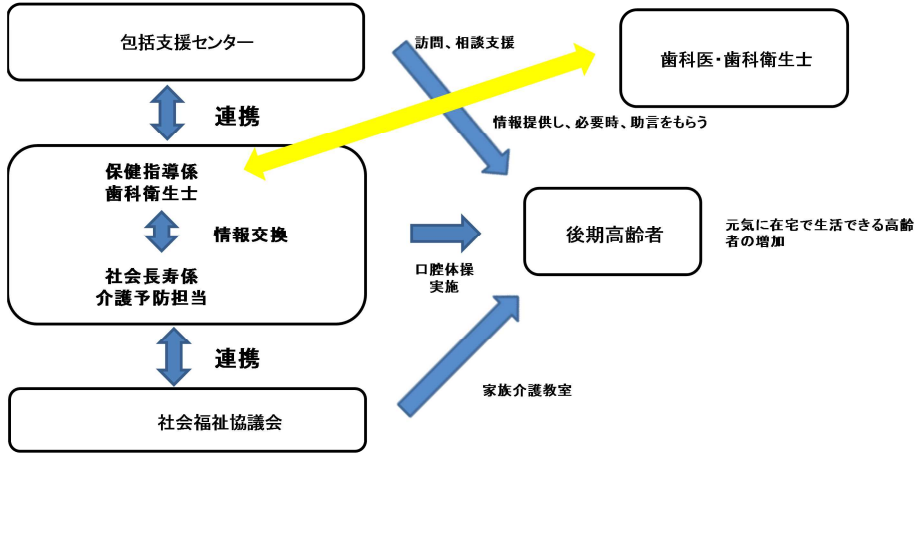 包括支援センター
訪問、相談支援
歯科医・歯科衛生士
連携
情報提供し、必要時、助言をもらう
保健指導係
歯科衛生士
情報交換
社会長寿係
介護予防担当
口腔体操
実施
後期高齢者
元気に在宅で生活できる高齢
者の増加
連携
家族介護教室
社会福祉協議会